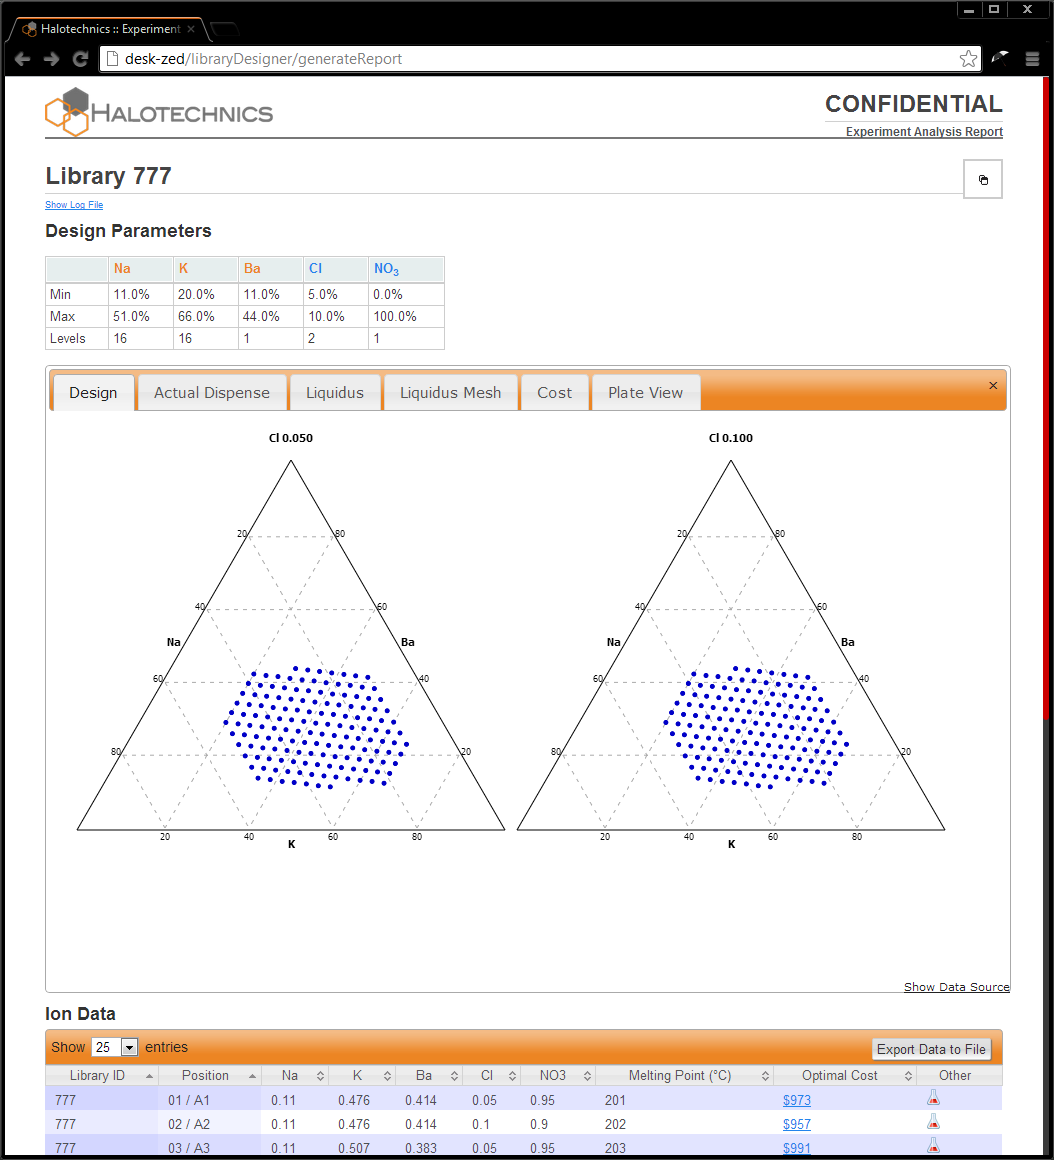 Halotechnics :: Experiment
desk-zed/libraryDesigner/generateReport
HALOTECHNICS
CONFIDENTIAL
Experiment Analysis Report
Library 777
Show Log File
Design Parameters
Na K Ba Cl NO3
Min 11.0% 20.0% 11.0% 5.0% 0.0%
Max 51.0% 66.0% 44.0% 10.0% 100.0%
Levels 16 16 1 2 1
Design Actual Dispense Liquidus Liquidus Mesh Cost Plate View
Cl 0.050 Cl 0.100
20 80 20 80
40 60 40 60
Na Ba Na Ba
60 40 60 40
80 20 80 20
20 40 60 80 20 40 60 80
K K
Show Data Source
Ion Data
Show 25 entries Export Data to File
Library ID Position Na K Ba Cl NO3 Melting Point (°C) Optimal Cost Other
777 01 / A1 0.11 0.476 0.414 0.05 0.95 201 $973
777 02 / A2 0.11 0.476 0.414 0.1 0.9 202 $957
777 03 / A3 0.11 0.507 0.383 0.05 0.95 203 $991